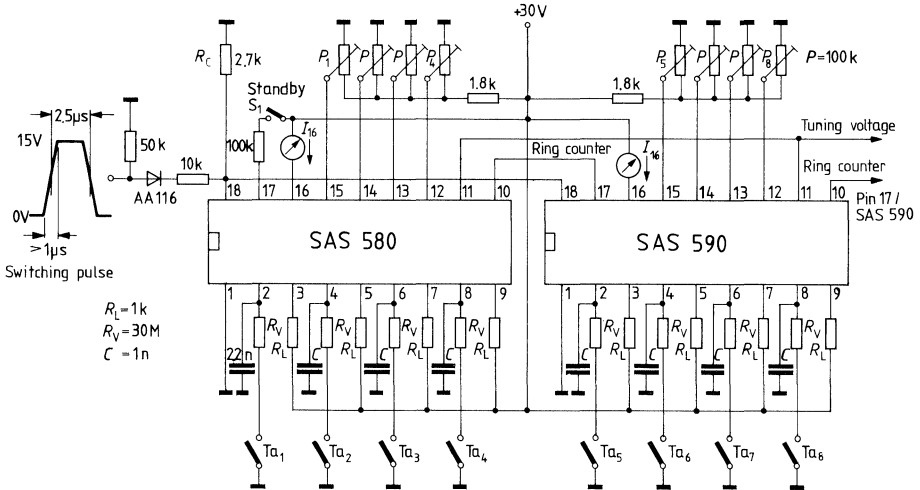 +30V
R_C 2,7k
P_1 P P P_4
P_5 P P P_8 P=100k
1.8k 1.8k
Standby
S_1
2,5µs
15V
50k
100k
I_16
Ring counter
I_16
Tuning voltage
10k
AA116
Ring counter
0V
>1µs
Switching pulse
18 17 16 15 14 13 12 11 10
18 17 16 15 14 13 12 11 10
Pin 17/
SAS 590
SAS 580
SAS 590
1 2 3 4 5 6 7 8 9
1 2 3 4 5 6 7 8 9
R_L=1k
R_V=30M
C=1n
R_V R_V R_V R_V
R_V R_V R_V R_V
22n R_L C R_L C R_L C R_L
C R_L C R_L C R_L C R_L
Ta_1 Ta_2 Ta_3 Ta_4 Ta_5 Ta_6 Ta_7 Ta_8